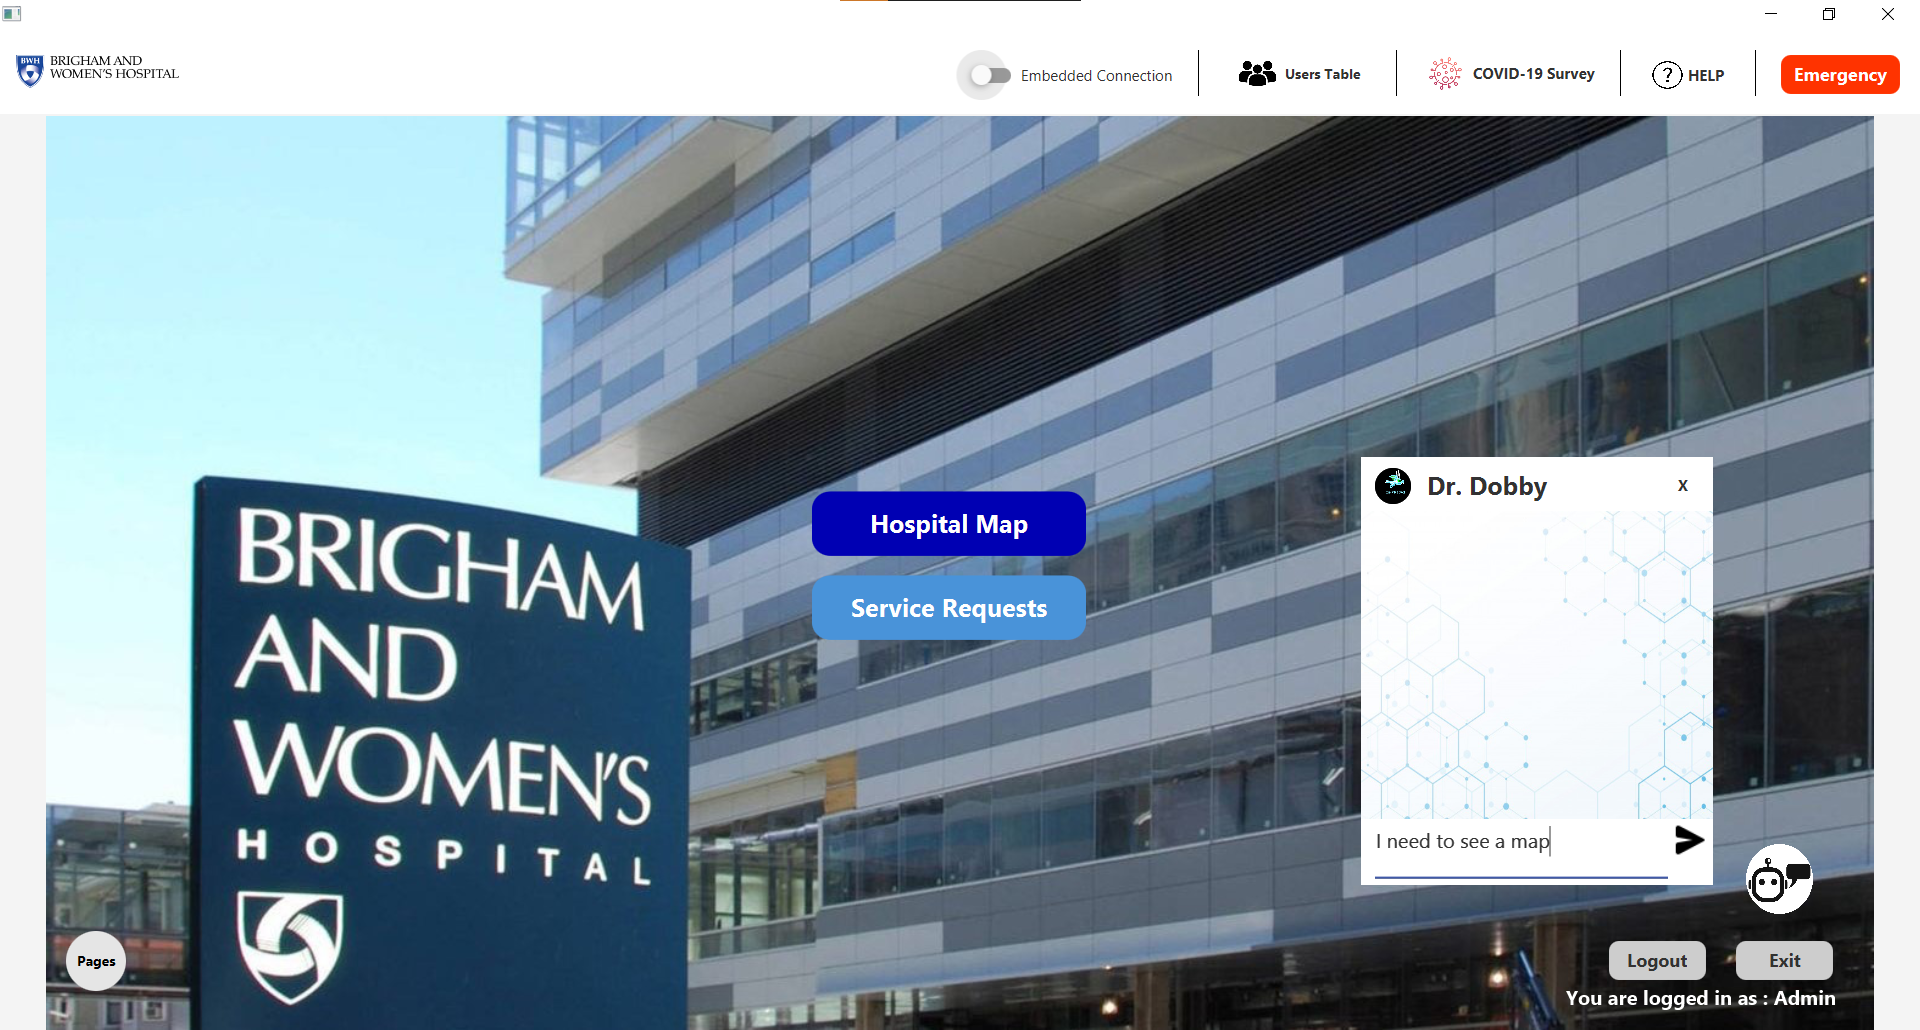 BWH
BRIGHAM AND
WOMEN'S HOSPITAL
Embedded Connection
Users Table
COVID-19 Survey
? HELP
Emergency
BRIGHAM
AND
WOMEN'S
HOSPITAL
Hospital Map
Service Requests
Dr. Dobby
X
I need to see a map
Pages
Logout
Exit
You are logged in as : Admin